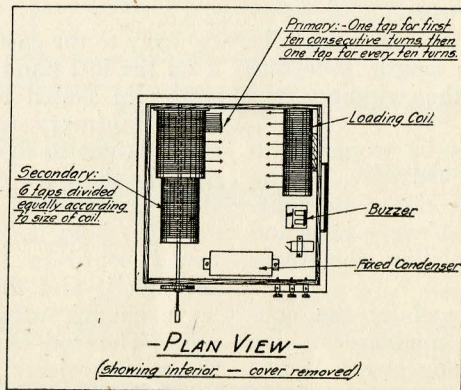 Primary:-One tap for first
ten consecutive turns, then
one tap for every ten turns.
Loading Coil.
Secondary:
6 taps divided
equally according
to size of coil.
Buzzer
Fixed Condenser
-PLAN VIEW-
(showing interior, — cover removed).